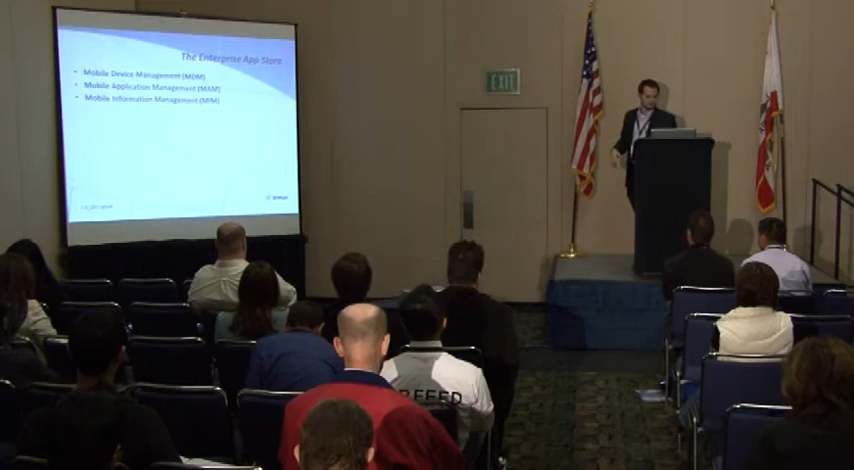 The Enterprise App Store
• Mobile Device Management (MDM)
• Mobile Application Management (MAM)
• Mobile Information Management (MIM)
EXIT